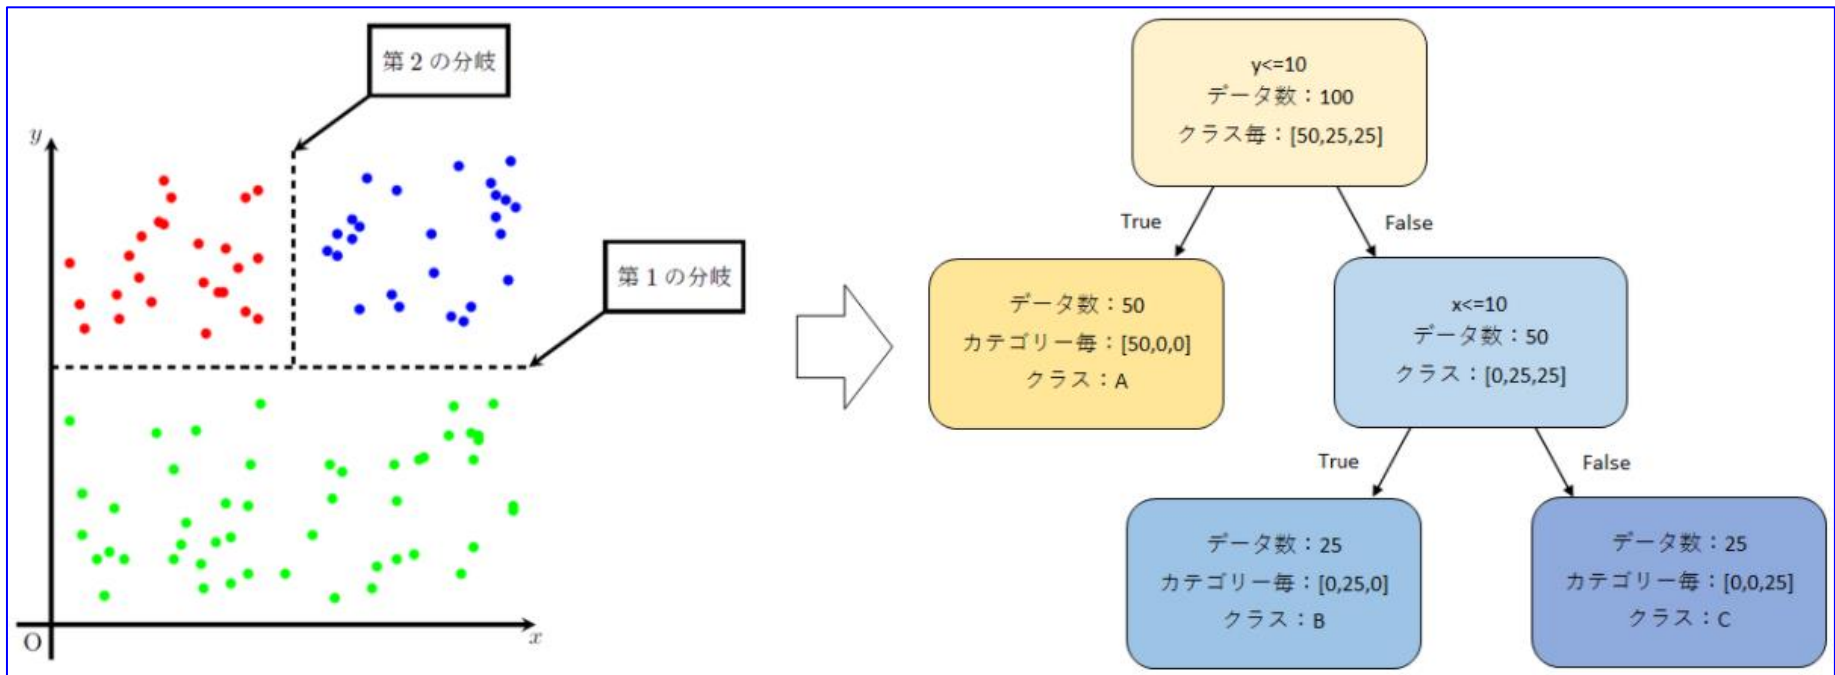 第2の分岐
y
第1の分岐
O
x
y<=10
データ数：100
クラス毎：[50,25,25]
True
False
データ数：50
カテゴリー毎：[50,0,0]
クラス：A
x<=10
データ数：50
クラス：[0,25,25]
True
False
データ数：25
カテゴリー毎：[0,25,0]
クラス：B
データ数：25
カテゴリー毎：[0,0,25]
クラス：C